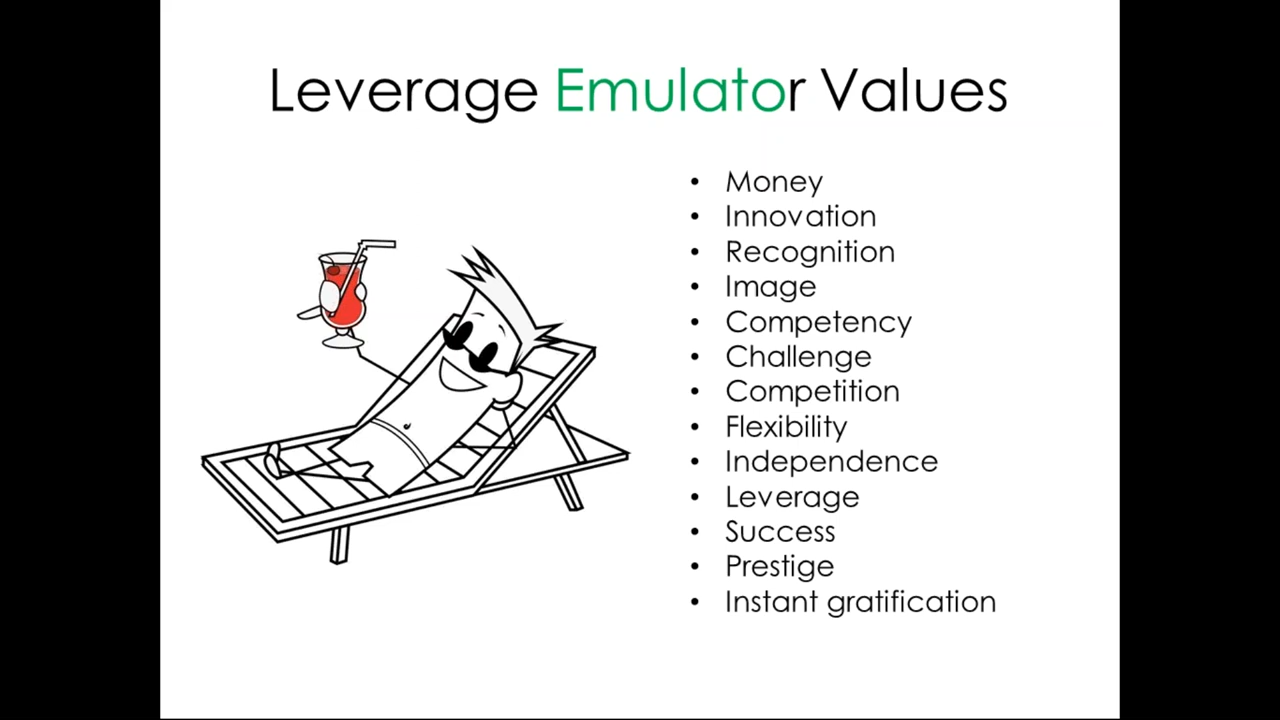 Leverage Emulator Values
• Money
• Innovation
• Recognition
• Image
• Competency
• Challenge
• Competition
• Flexibility
• Independence
• Leverage
• Success
• Prestige
• Instant gratification